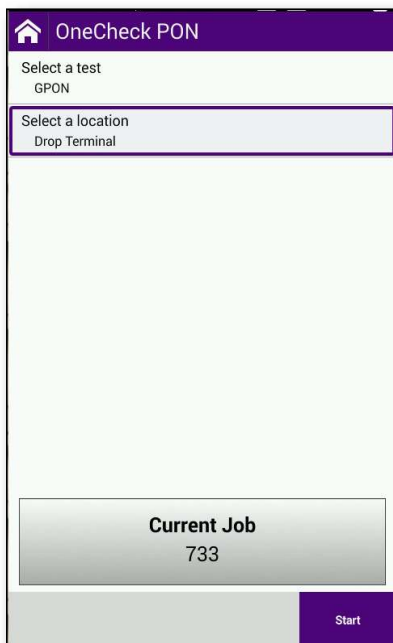 OneCheck PON
Select a test
GPON
Select a location
Drop Terminal
Current Job
733
Start